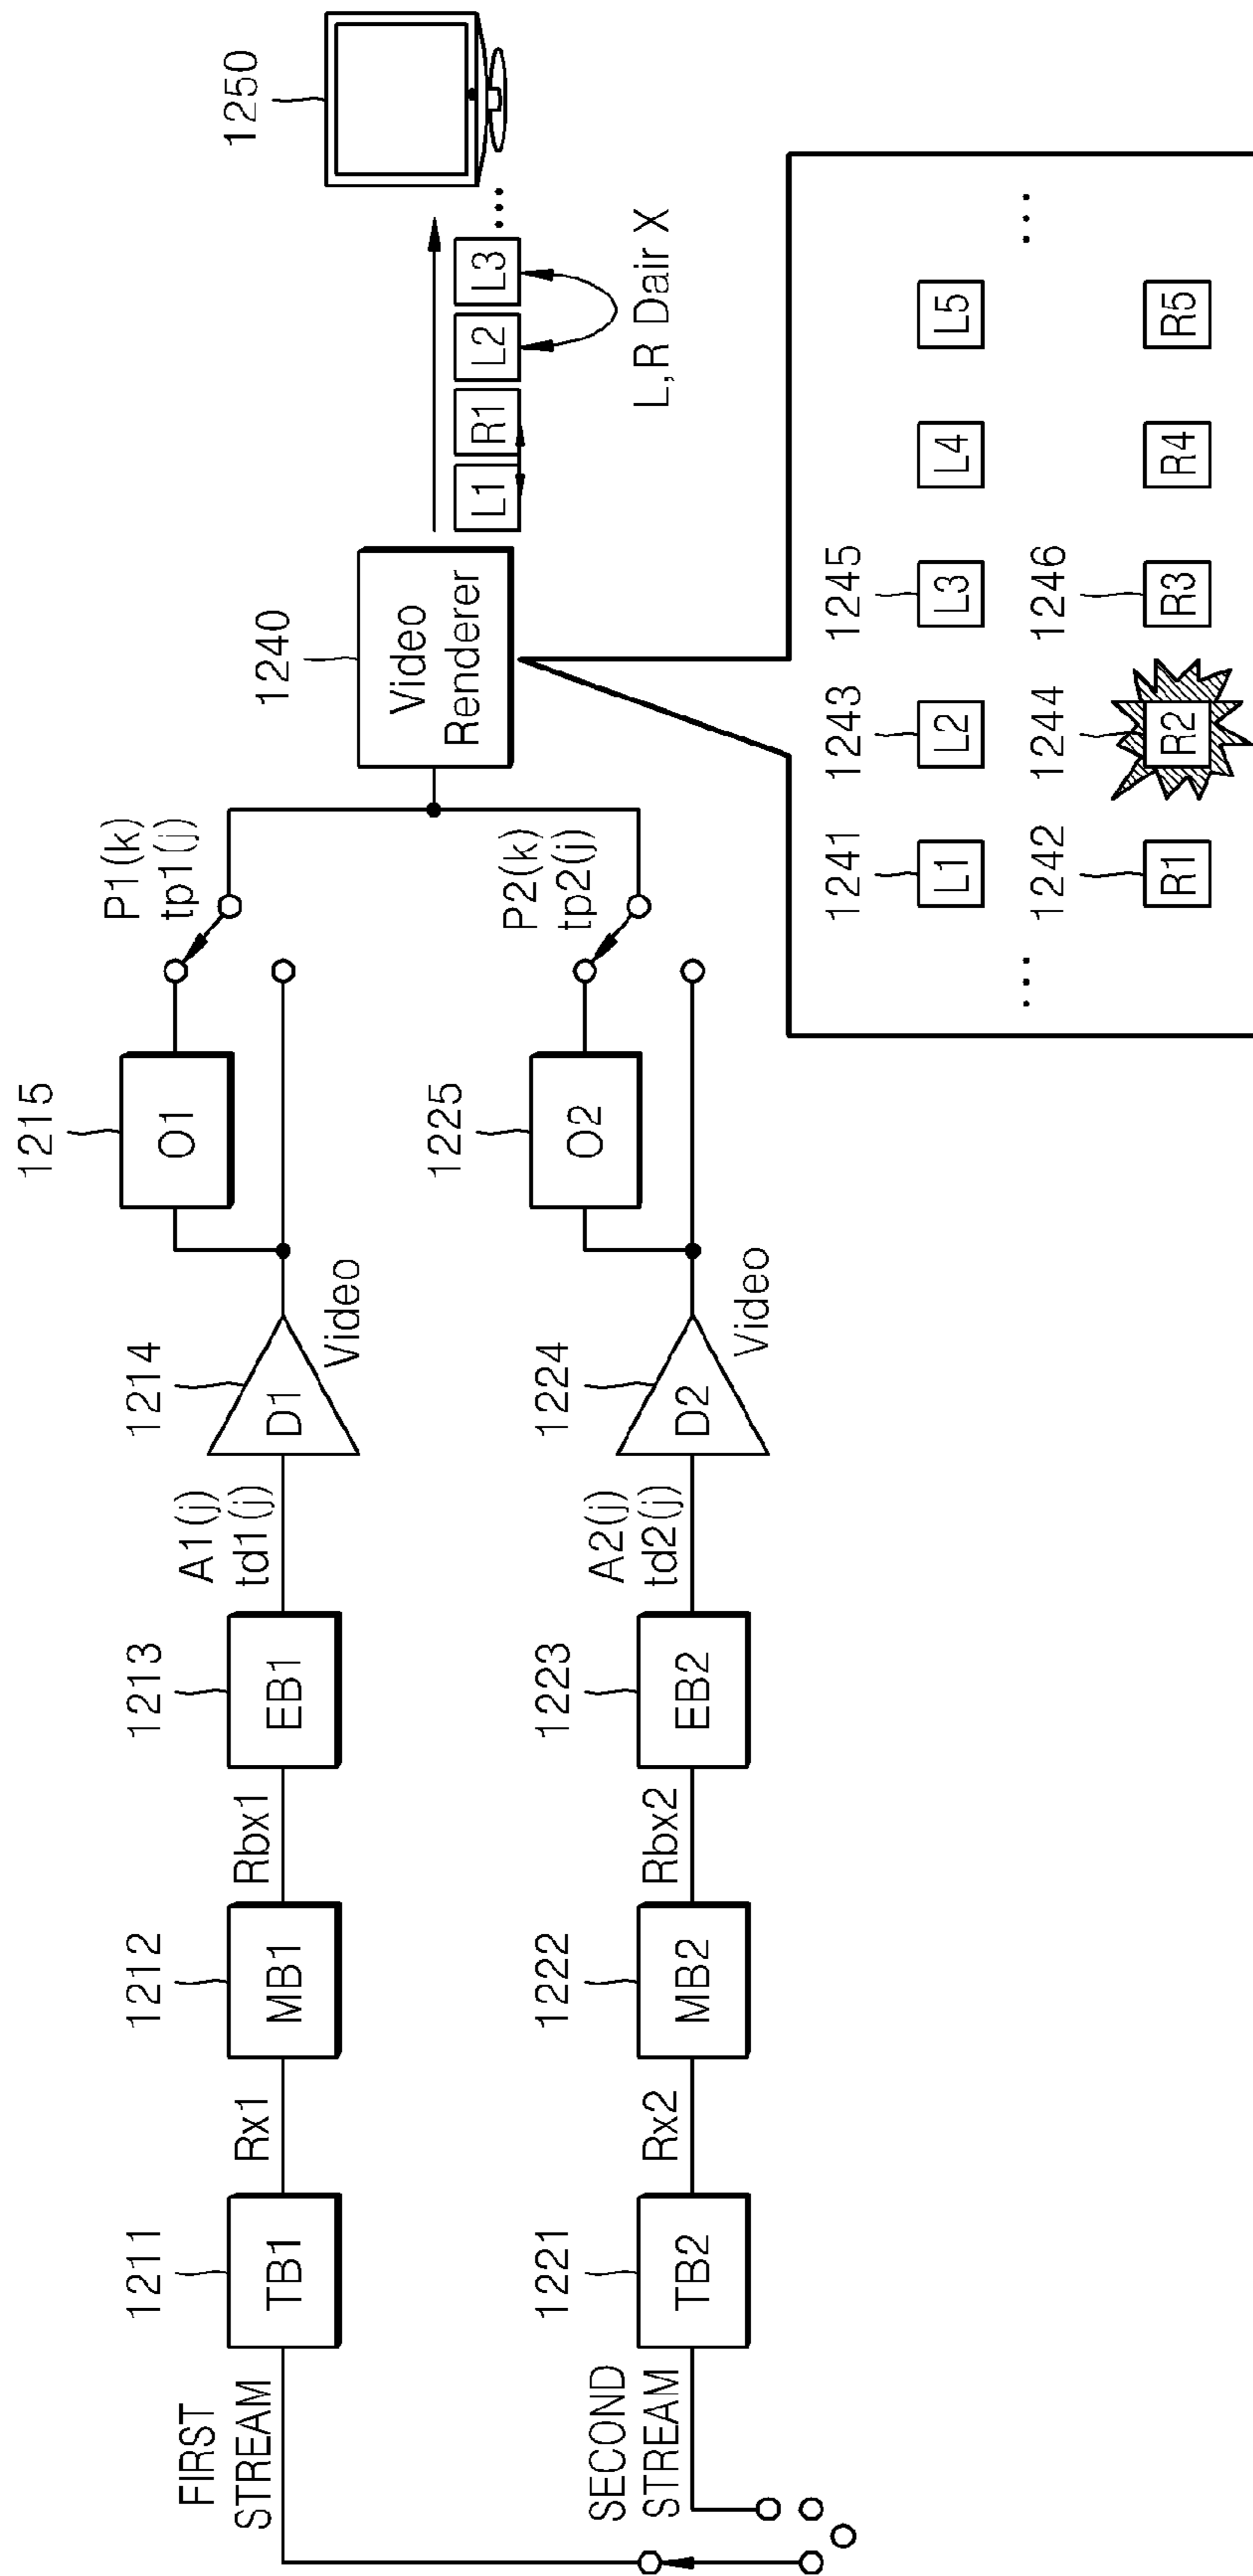 FIRST
STREAM
1211
TB1
Rx1
1212
MB1
Rbx1
1213
EB1
A1(j)
td1(j)
1214
D1
Video
1215
O1
P1(k)
tp1(j)
SECOND
STREAM
1221
TB2
Rx2
1222
MB2
Rbx2
1223
EB2
A2(j)
td2(j)
1224
D2
Video
1225
O2
P2(k)
tp2(j)
1240
Video
Renderer
L1 R1 L2 L3 ...
L,R Dair X
1250
1241 1243 1245
L1 L2 L3 L4 L5
... ...
1242 1244 1246
R1 R2 R3 R4 R5